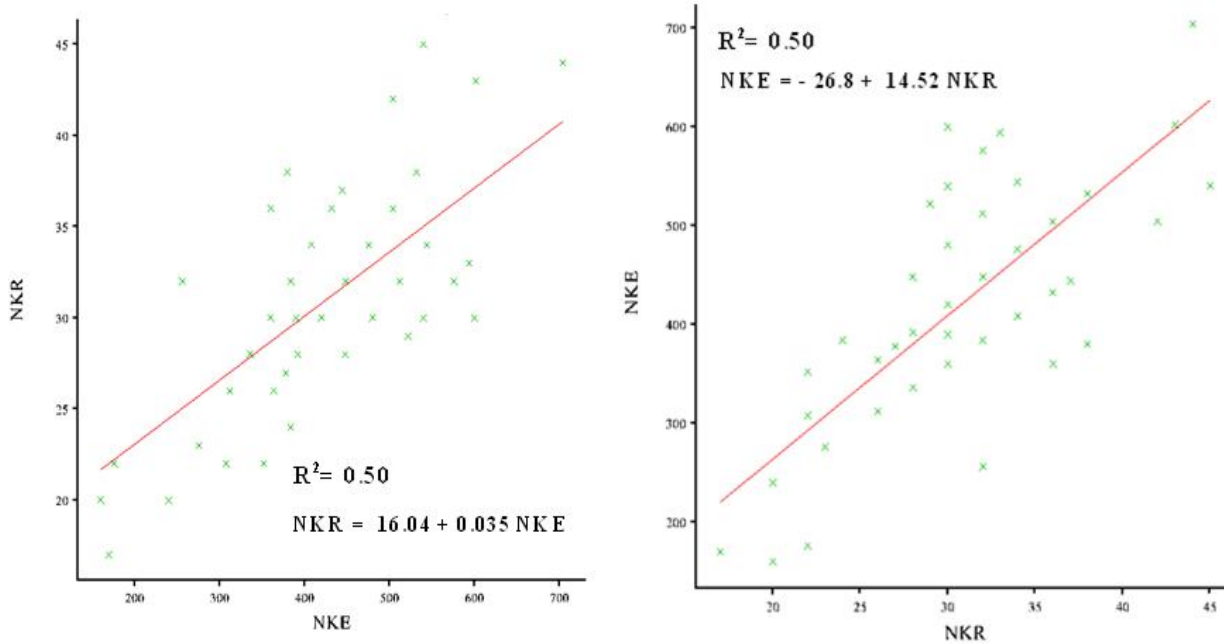 45
40
35
30
25
20
NKR
R²= 0.50
NKR = 16.04 + 0.035 NKE
200 300 400 500 600 700
NKE
700
600
500
400
300
200
NKE
R²= 0.50
NKE = - 26.8 + 14.52 NKR
20 25 30 35 40 45
NKR